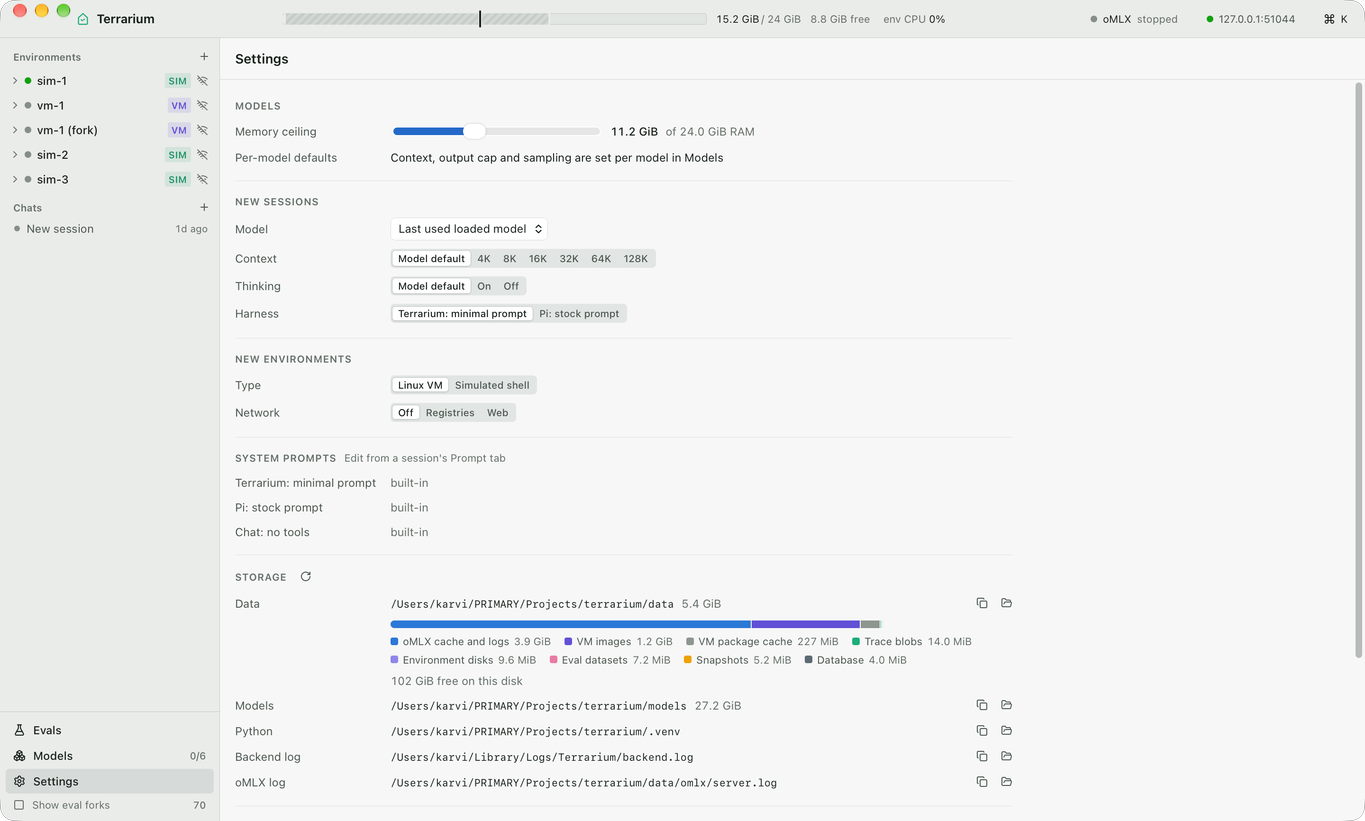 Terrarium
15.2 GiB / 24 GiB 8.8 GiB free env CPU 0%
oMLX stopped
127.0.0.1:51044
⌘ K
Environments +
sim-1 SIM
vm-1 VM
vm-1 (fork) VM
sim-2 SIM
sim-3 SIM
Chats +
New session 1d ago
Evals
Models 0/6
Settings
Show eval forks 70
Settings
MODELS
Memory ceiling 11.2 GiB of 24.0 GiB RAM
Per-model defaults Context, output cap and sampling are set per model in Models
NEW SESSIONS
Model Last used loaded model
Context Model default 4K 8K 16K 32K 64K 128K
Thinking Model default On Off
Harness Terrarium: minimal prompt Pi: stock prompt
NEW ENVIRONMENTS
Type Linux VM Simulated shell
Network Off Registries Web
SYSTEM PROMPTS Edit from a session's Prompt tab
Terrarium: minimal prompt built-in
Pi: stock prompt built-in
Chat: no tools built-in
STORAGE
Data /Users/karvi/PRIMARY/Projects/terrarium/data 5.4 GiB
oMLX cache and logs 3.9 GiB VM images 1.2 GiB VM package cache 227 MiB Trace blobs 14.0 MiB
Environment disks 9.6 MiB Eval datasets 7.2 MiB Snapshots 5.2 MiB Database 4.0 MiB
102 GiB free on this disk
Models /Users/karvi/PRIMARY/Projects/terrarium/models 27.2 GiB
Python /Users/karvi/PRIMARY/Projects/terrarium/.venv
Backend log /Users/karvi/Library/Logs/Terrarium/backend.log
oMLX log /Users/karvi/PRIMARY/Projects/terrarium/data/omlx/server.log